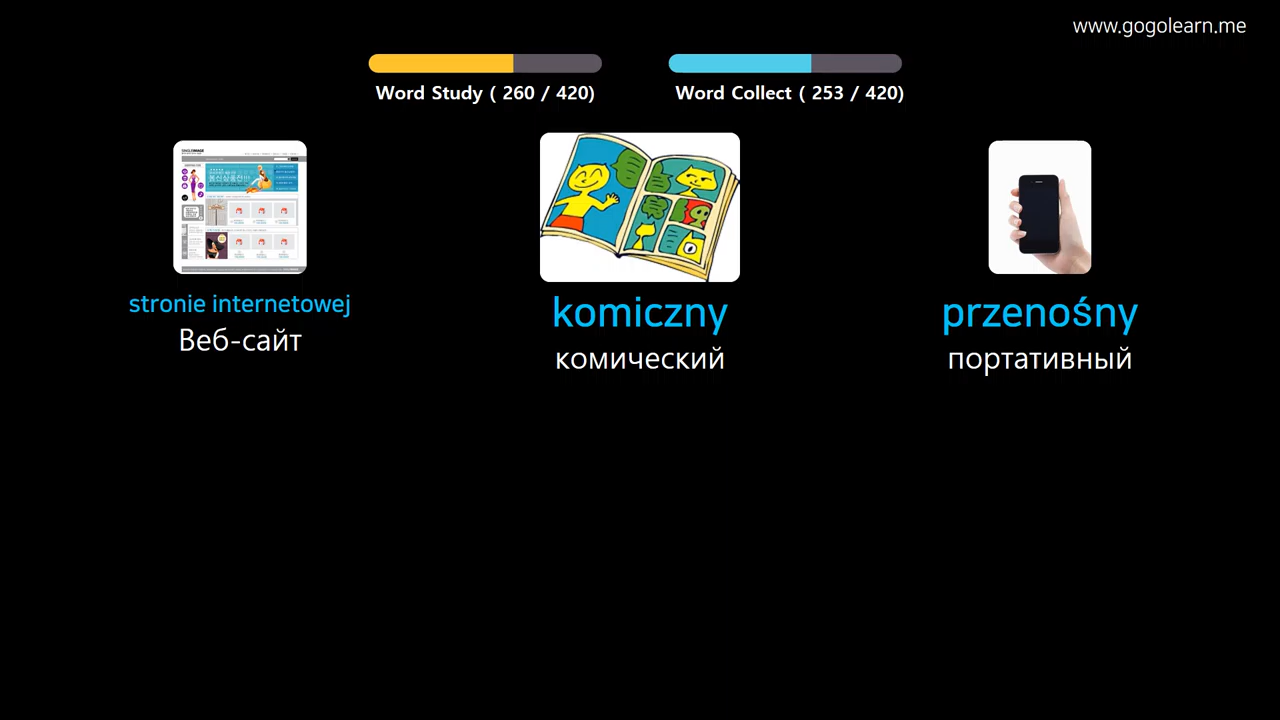 www.gogolearn.me
Word Study ( 260 / 420)
Word Collect ( 253 / 420)
stronie internetowej
Веб-сайт
komiczny
комический
przenośny
портативный